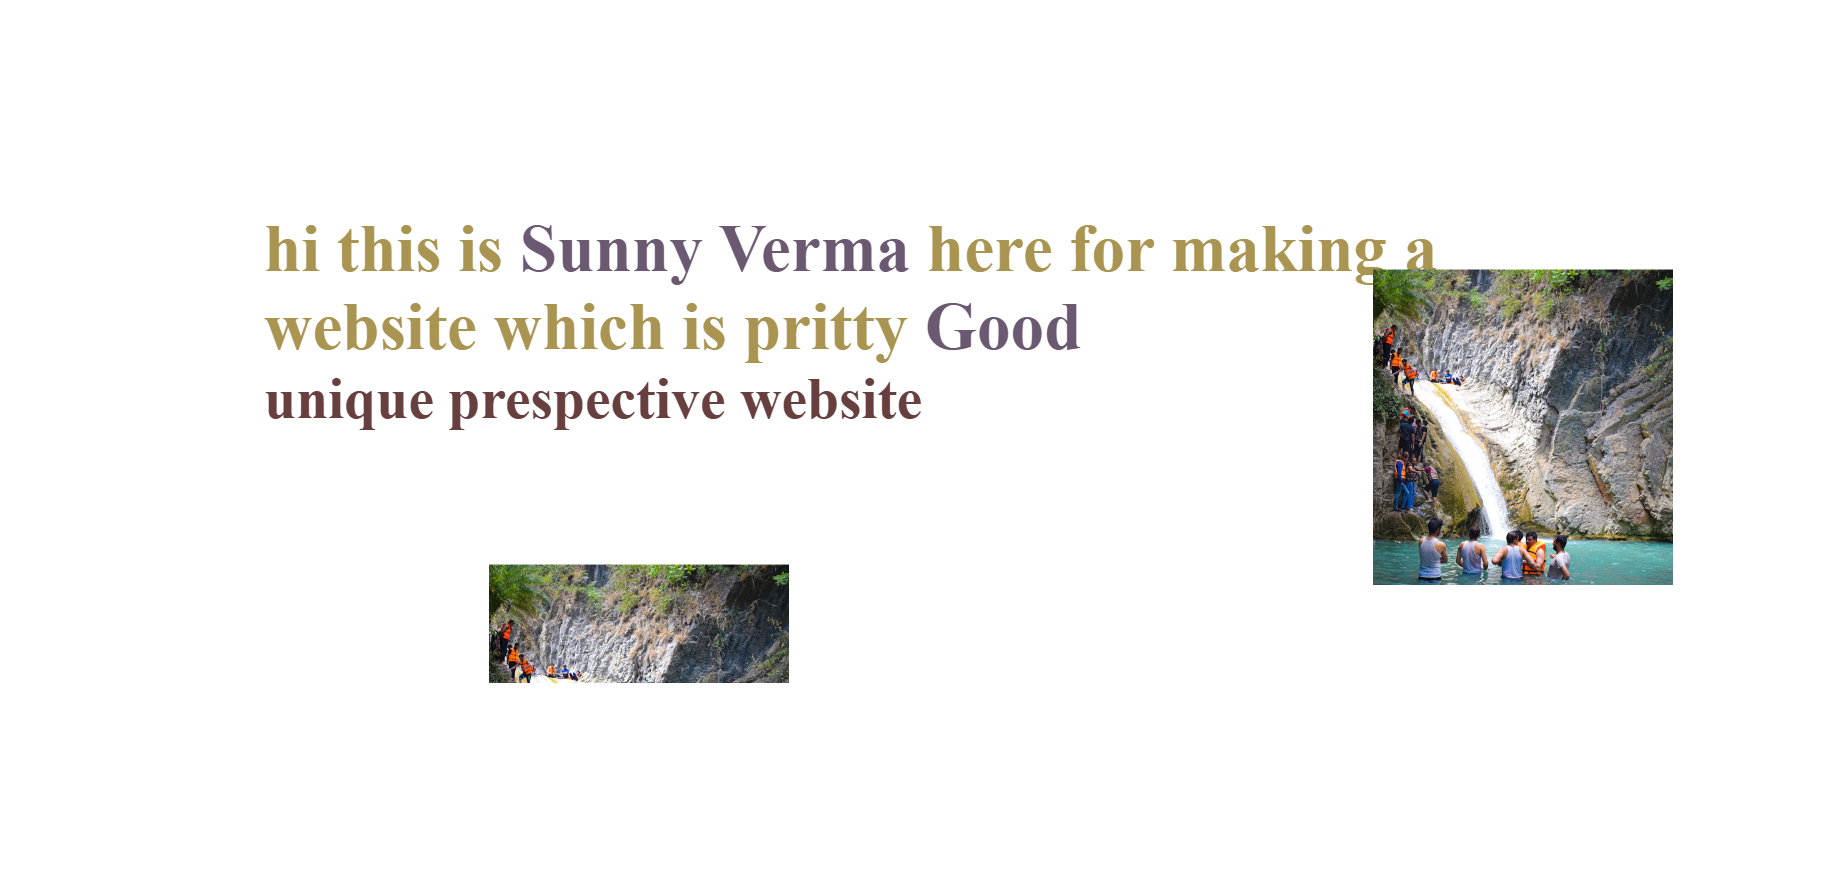 hi this is Sunny Verma here for making a
website which is pritty Good
unique prespective website